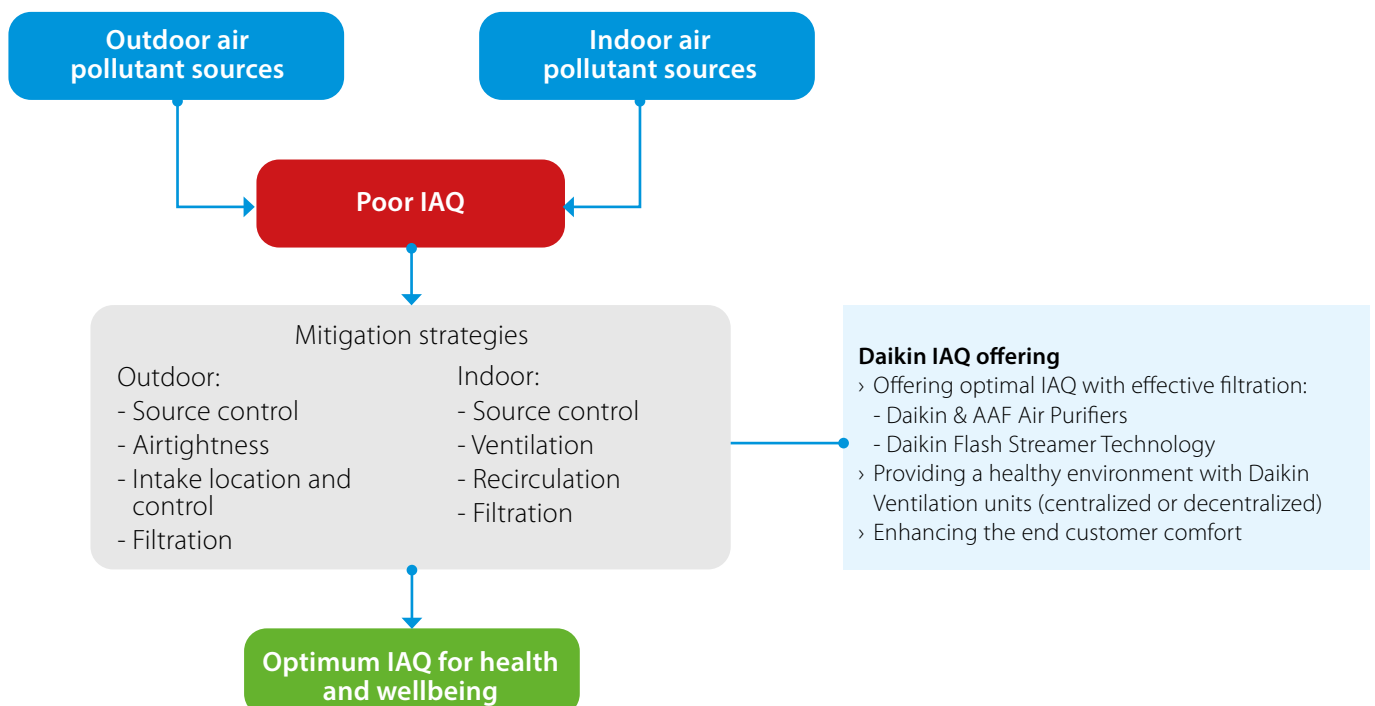 Outdoor air
pollutant sources
Indoor air
pollutant sources
Poor IAQ
Mitigation strategies
Outdoor:
- Source control
- Airtightness
- Intake location and
control
- Filtration
Indoor:
- Source control
- Ventilation
- Recirculation
- Filtration
Daikin IAQ offering
› Offering optimal IAQ with effective filtration:
- Daikin & AAF Air Purifiers
- Daikin Flash Streamer Technology
› Providing a healthy environment with Daikin
Ventilation units (centralized or decentralized)
› Enhancing the end customer comfort
Optimum IAQ for health
and wellbeing